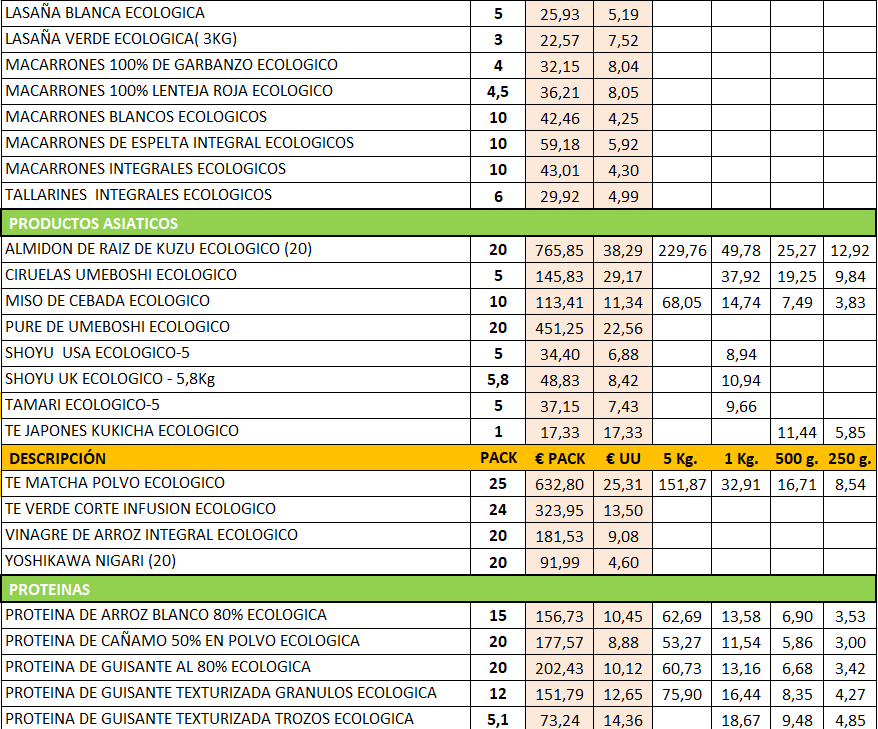 LASAÑA BLANCA ECOLOGICA 5 25,93 5,19
LASAÑA VERDE ECOLOGICA( 3KG) 3 22,57 7,52
MACARRONES 100% DE GARBANZO ECOLOGICO 4 32,15 8,04
MACARRONES 100% LENTEJA ROJA ECOLOGICO 4,5 36,21 8,05
MACARRONES BLANCOS ECOLOGICOS 10 42,46 4,25
MACARRONES DE ESPELTA INTEGRAL ECOLOGICOS 10 59,18 5,92
MACARRONES INTEGRALES ECOLOGICOS 10 43,01 4,30
TALLARINES  INTEGRALES ECOLOGICOS 6 29,92 4,99
PRODUCTOS ASIATICOS
ALMIDON DE RAIZ DE KUZU ECOLOGICO (20) 20 765,85 38,29 229,76 49,78 25,27 12,92
CIRUELAS UMEBOSHI ECOLOGICO 5 145,83 29,17 37,92 19,25 9,84
MISO DE CEBADA ECOLOGICO 10 113,41 11,34 68,05 14,74 7,49 3,83
PURE DE UMEBOSHI ECOLOGICO 20 451,25 22,56
SHOYU  USA ECOLOGICO-5 5 34,40 6,88 8,94
SHOYU UK ECOLOGICO - 5,8Kg 5,8 48,83 8,42 10,94
TAMARI ECOLOGICO-5 5 37,15 7,43 9,66
TE JAPONES KUKICHA ECOLOGICO 1 17,33 17,33 11,44 5,85
DESCRIPCIÓN PACK € PACK € UU 5 Kg. 1 Kg. 500 g. 250 g.
TE MATCHA POLVO ECOLOGICO 25 632,80 25,31 151,87 32,91 16,71 8,54
TE VERDE CORTE INFUSION ECOLOGICO 24 323,95 13,50
VINAGRE DE ARROZ INTEGRAL ECOLOGICO 20 181,53 9,08
YOSHIKAWA NIGARI (20) 20 91,99 4,60
PROTEINAS
PROTEINA DE ARROZ BLANCO 80% ECOLOGICA 15 156,73 10,45 62,69 13,58 6,90 3,53
PROTEINA DE CAÑAMO 50% EN POLVO ECOLOGICA 20 177,57 8,88 53,27 11,54 5,86 3,00
PROTEINA DE GUISANTE AL 80% ECOLOGICA 20 202,43 10,12 60,73 13,16 6,68 3,42
PROTEINA DE GUISANTE TEXTURIZADA GRANULOS ECOLOGICA 12 151,79 12,65 75,90 16,44 8,35 4,27
PROTEINA DE GUISANTE TEXTURIZADA TROZOS ECOLOGICA 5,1 73,24 14,36 18,67 9,48 4,85